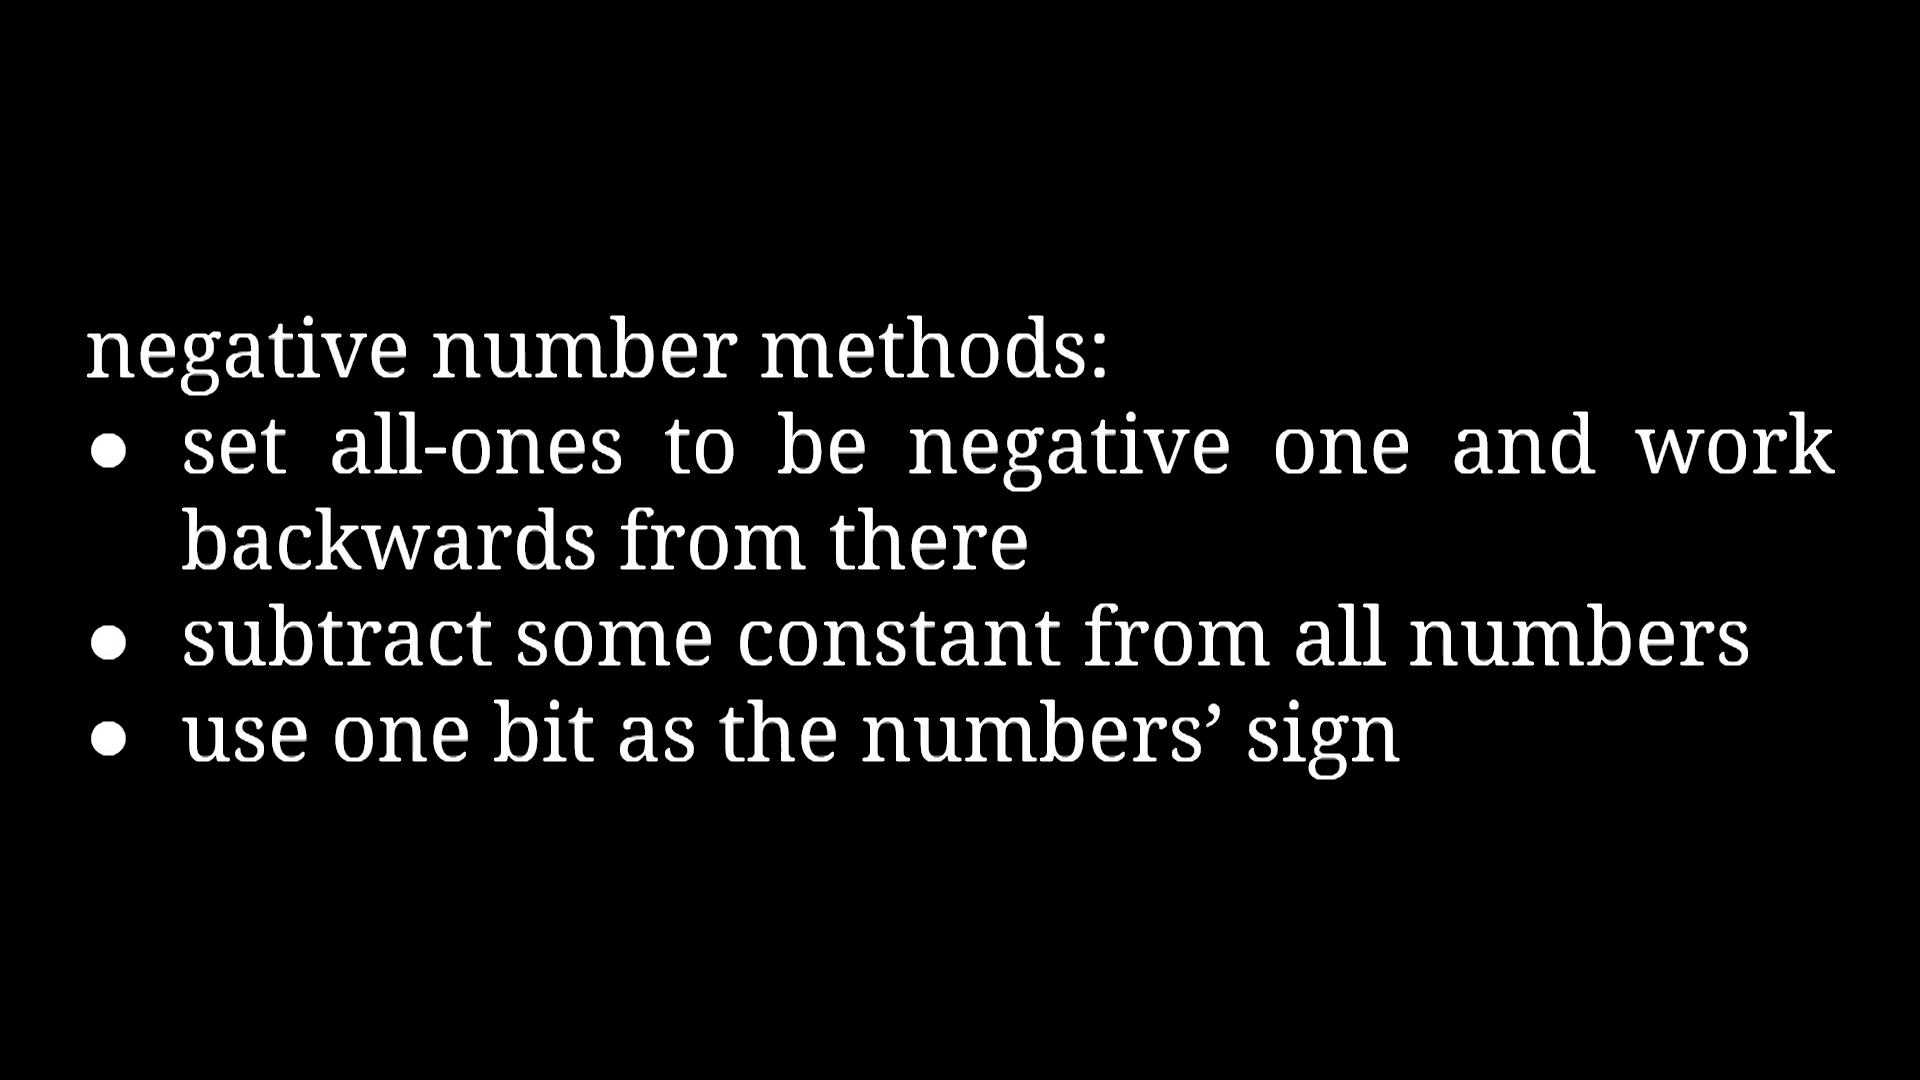 negative number methods:
● set all-ones to be negative one and work
backwards from there
● subtract some constant from all numbers
● use one bit as the numbers’ sign